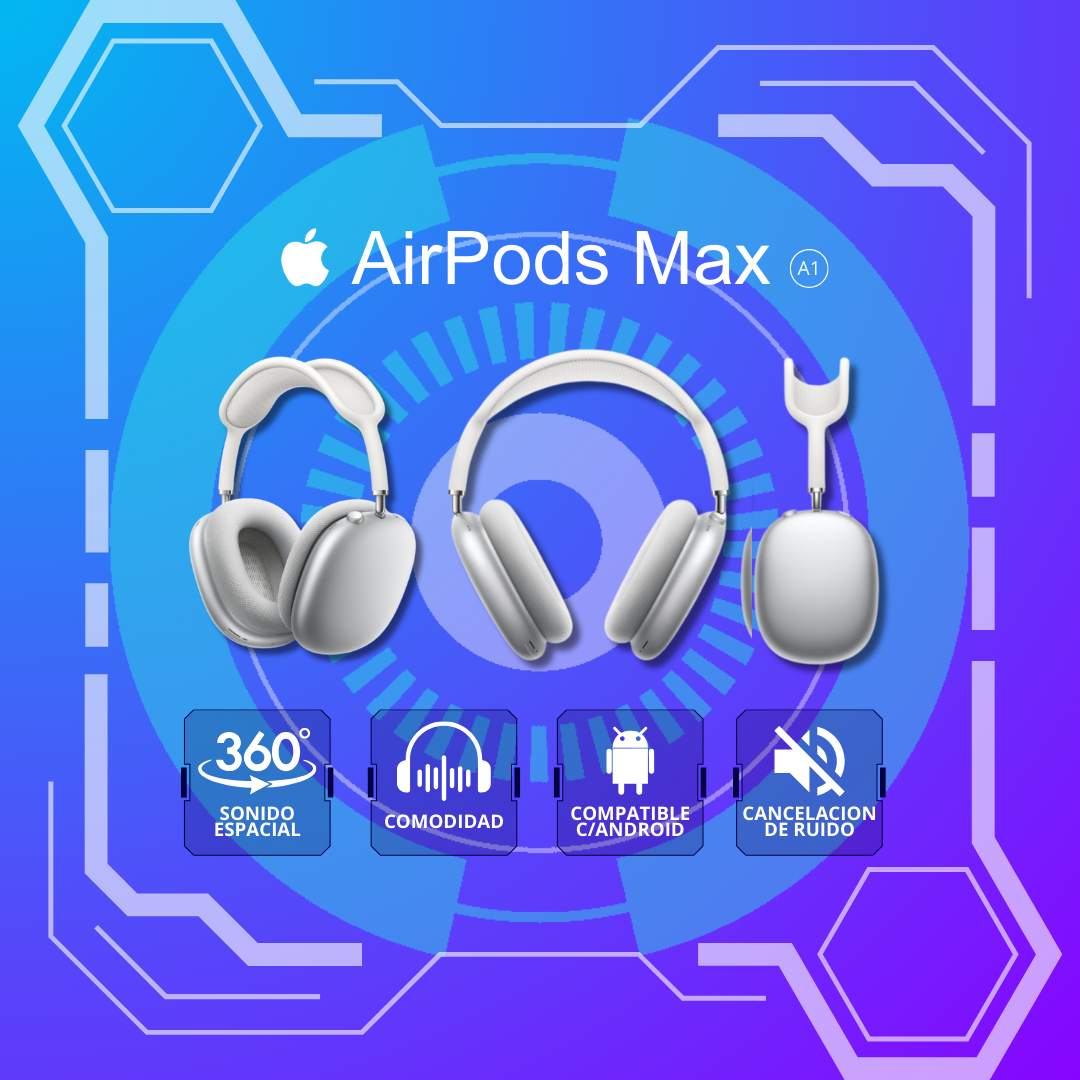 AirPods Max A1
360°
SONIDO
ESPACIAL
COMODIDAD
COMPATIBLE
C/ANDROID
CANCELACION
DE RUIDO